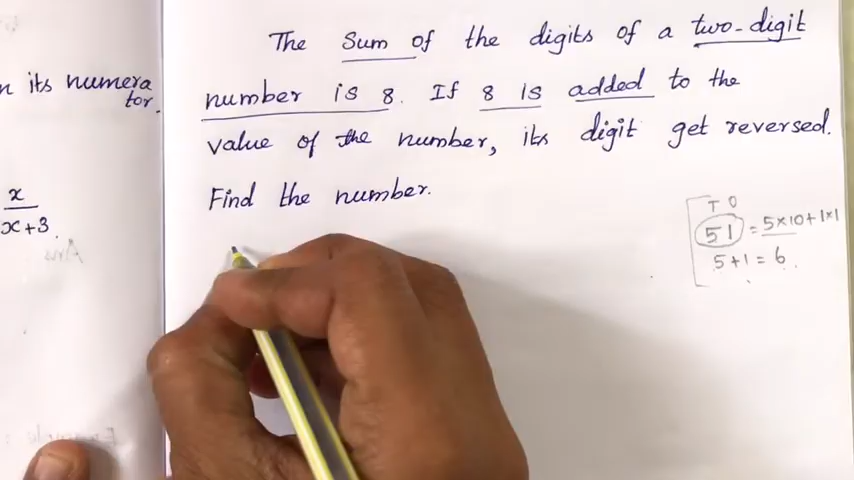 n its numera
tor.
x
x+3.
The Sum of the digits of a two-digit
number is 8. If 8 is added to the
value of the number, its digit get reversed.
Find the number.
T O
51 = 5×10+1×1
5+1 = 6.